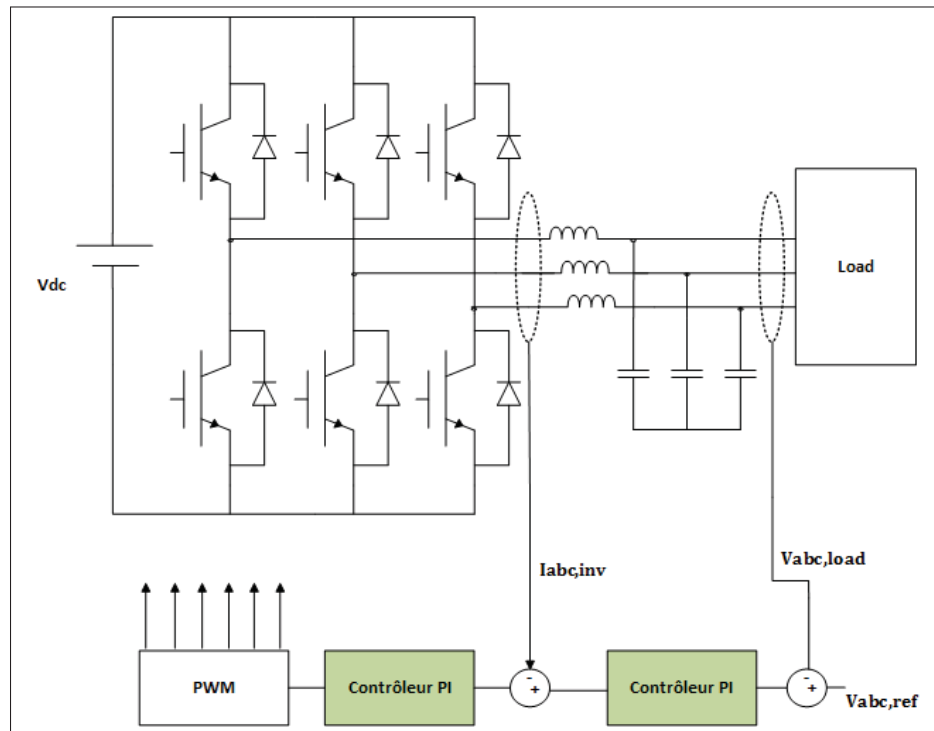 Load
Vdc
Vabc,load
Iabc,inv
PWM
Contrôleur PI
-
+
Contrôleur PI
-
+
Vabc,ref